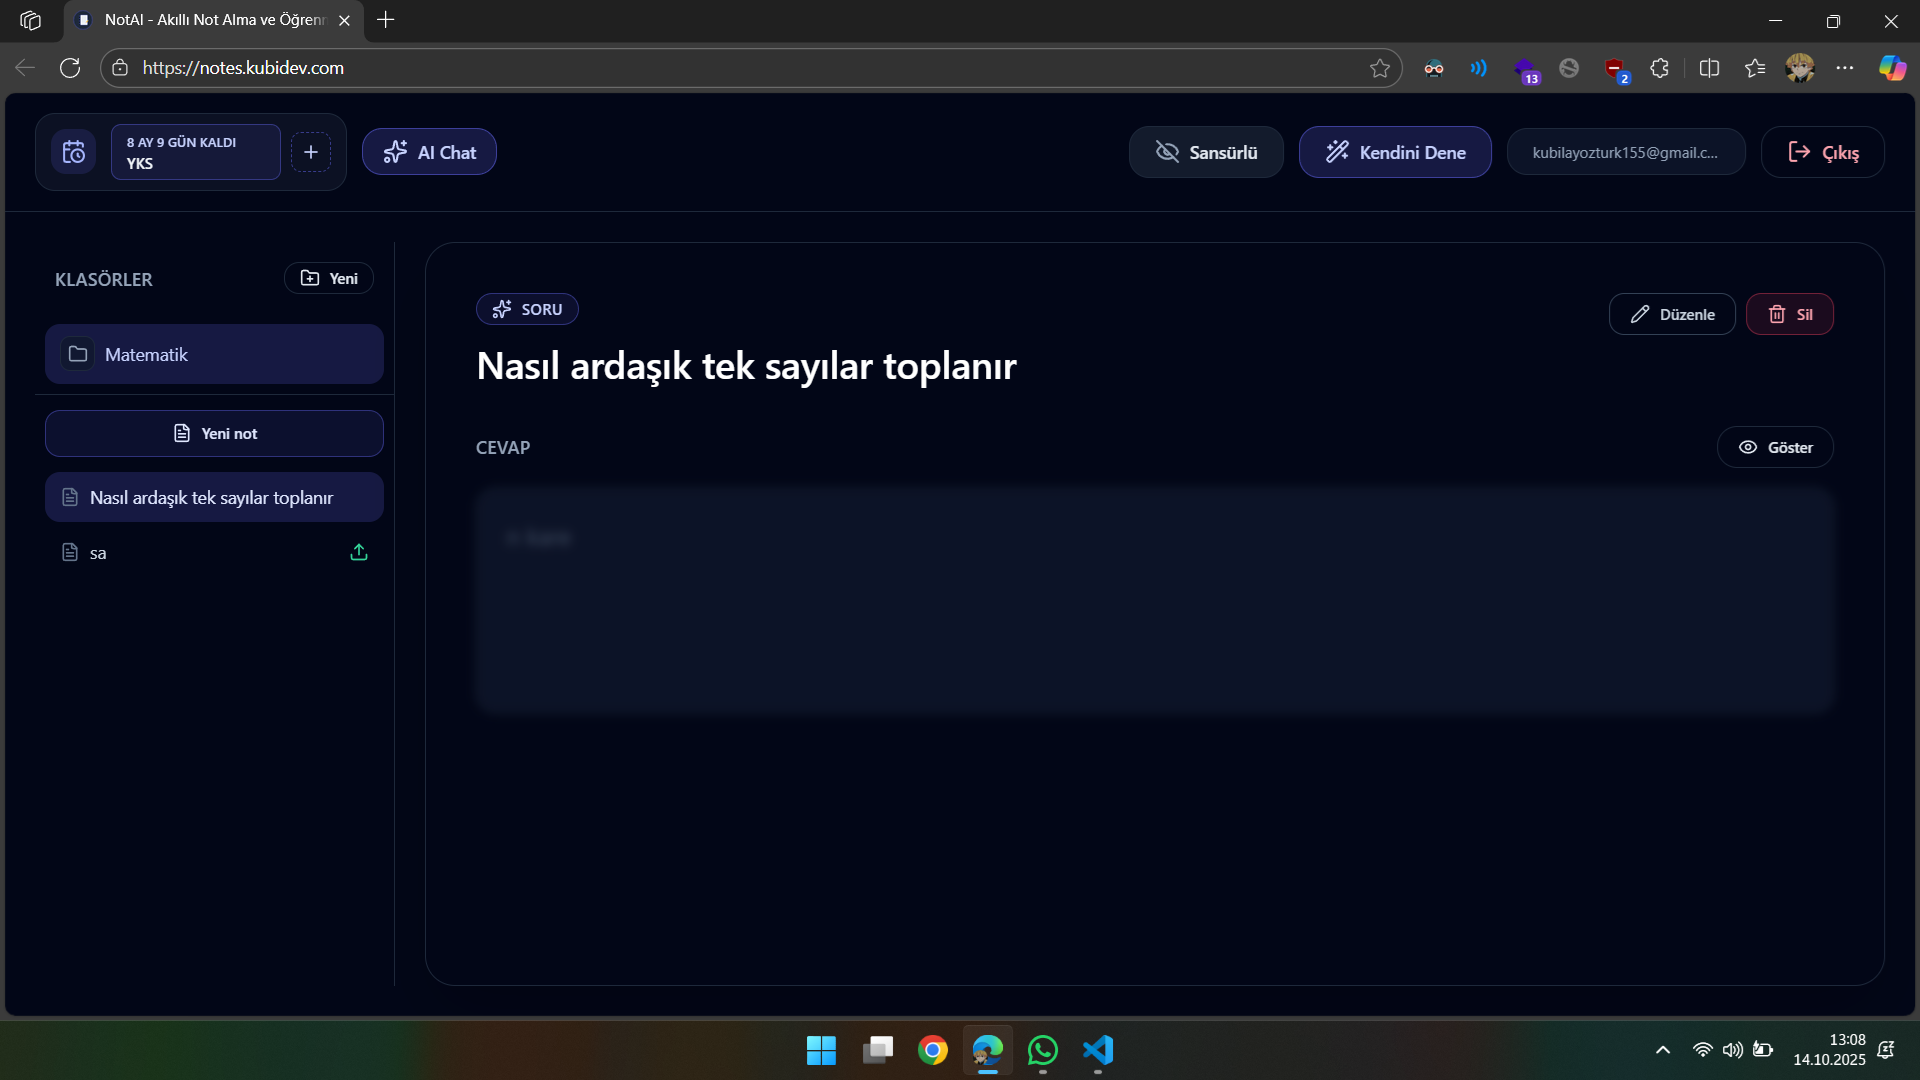 NotAI - Akıllı Not Alma ve Öğren
https://notes.kubidev.com
13
2
8 AY 9 GÜN KALDI
YKS
AI Chat
Sansürlü
Kendini Dene
kubilayozturk155@gmail.c...
Çıkış
KLASÖRLER
Yeni
Matematik
Yeni not
Nasıl ardaşık tek sayılar toplanır
sa
SORU
Düzenle
Sil
Nasıl ardaşık tek sayılar toplanır
CEVAP
Göster
13:08
14.10.2025